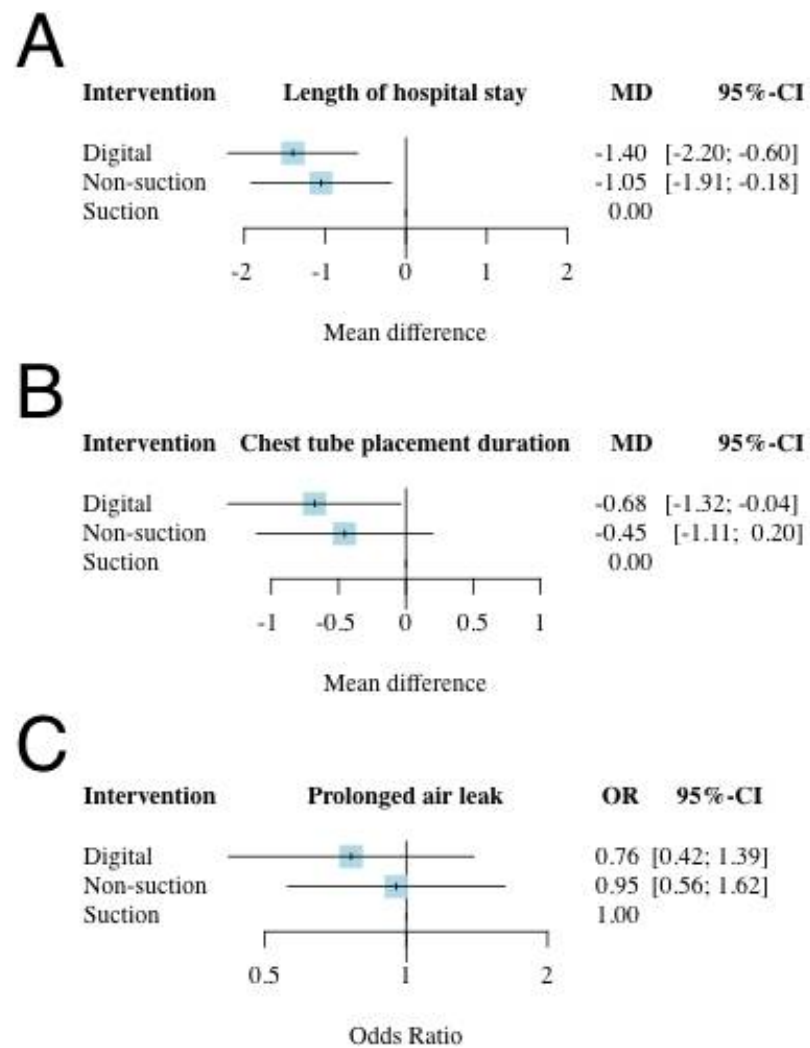 A
Intervention Length of hospital stay MD 95%-CI
Digital -1.40 [-2.20; -0.60]
Non-suction -1.05 [-1.91; -0.18]
Suction 0.00
-2 -1 0 1 2
Mean difference
B
Intervention Chest tube placement duration MD 95%-CI
Digital -0.68 [-1.32; -0.04]
Non-suction -0.45 [-1.11; 0.20]
Suction 0.00
-1 -0.5 0 0.5 1
Mean difference
C
Intervention Prolonged air leak OR 95%-CI
Digital 0.76 [0.42; 1.39]
Non-suction 0.95 [0.56; 1.62]
Suction 1.00
0.5 1 2
Odds Ratio